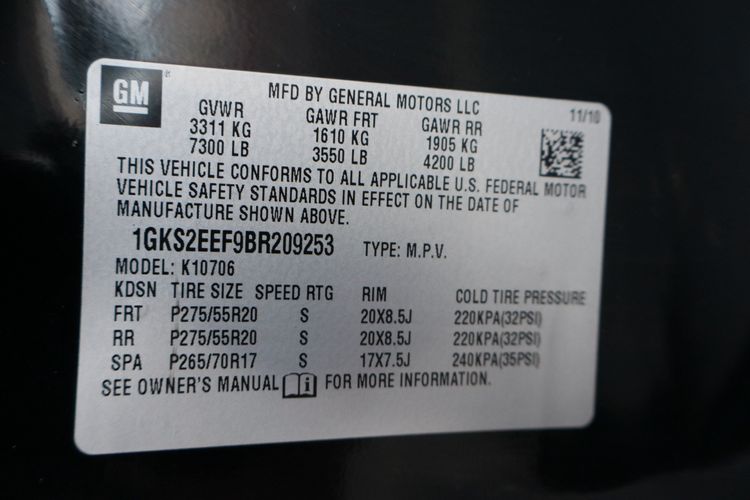 GM
MFD BY GENERAL MOTORS LLC
11/10
GVWR GAWR FRT GAWR RR
3311 KG 1610 KG 1905 KG
7300 LB 3550 LB 4200 LB
THIS VEHICLE CONFORMS TO ALL APPLICABLE U.S. FEDERAL MOTOR
VEHICLE SAFETY STANDARDS IN EFFECT ON THE DATE OF
MANUFACTURE SHOWN ABOVE.
1GKS2EEF9BR209253 TYPE: M.P.V.
MODEL: K10706
KDSN TIRE SIZE SPEED RTG RIM COLD TIRE PRESSURE
FRT P275/55R20 S 20X8.5J 220KPA(32PSI)
RR P275/55R20 S 20X8.5J 220KPA(32PSI)
SPA P265/70R17 S 17X7.5J 240KPA(35PSI)
SEE OWNER'S MANUAL i FOR MORE INFORMATION.